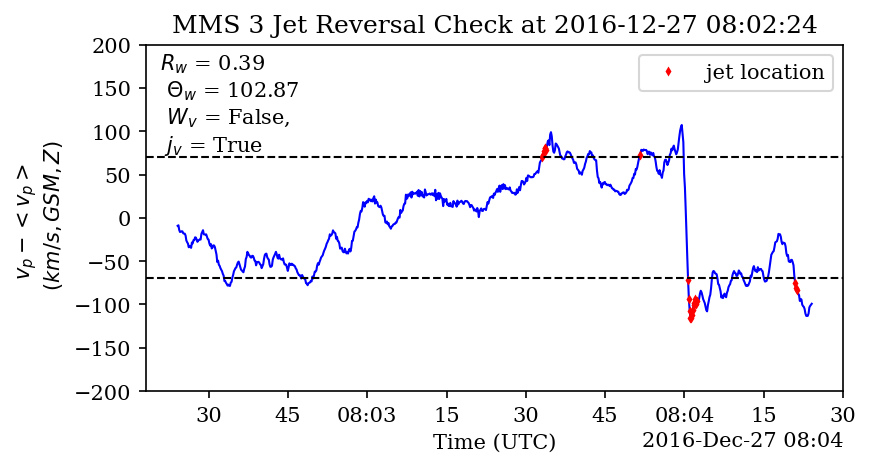 MMS 3 Jet Reversal Check at 2016-12-27 08:02:24
R_w = 0.39
Θ_w = 102.87
W_v = False,
j_v = True
jet location
v_p − < v_p >
(km/s, GSM, Z)
200
150
100
50
0
−50
−100
−150
−200
30 45 08:03 15 30 45 08:04 15 30
Time (UTC)
2016-Dec-27 08:04